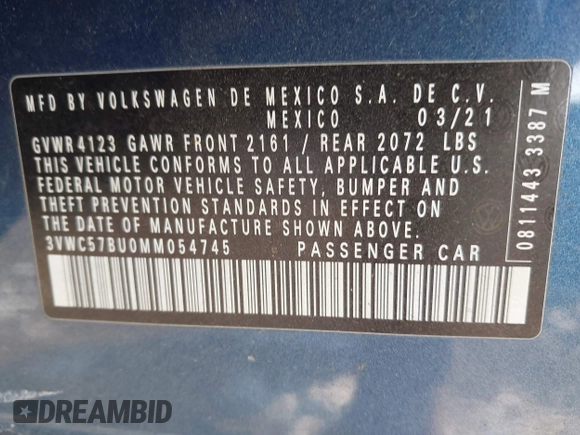 MFD BY VOLKSWAGEN DE MEXICO S.A. DE C.V.
MEXICO 03/21
GVWR4123 GAWR FRONT 2161 / REAR 2072 LBS
THIS VEHICLE CONFORMS TO ALL APPLICABLE U.S.
FEDERAL MOTOR VEHICLE SAFETY, BUMPER AND
THEFT PREVENTION STANDARDS IN EFFECT ON
THE DATE OF MANUFACTURE SHOWN ABOVE.
3VWC57BU0MM054745 PASSENGER CAR
0811443 3387 M
DREAMBID